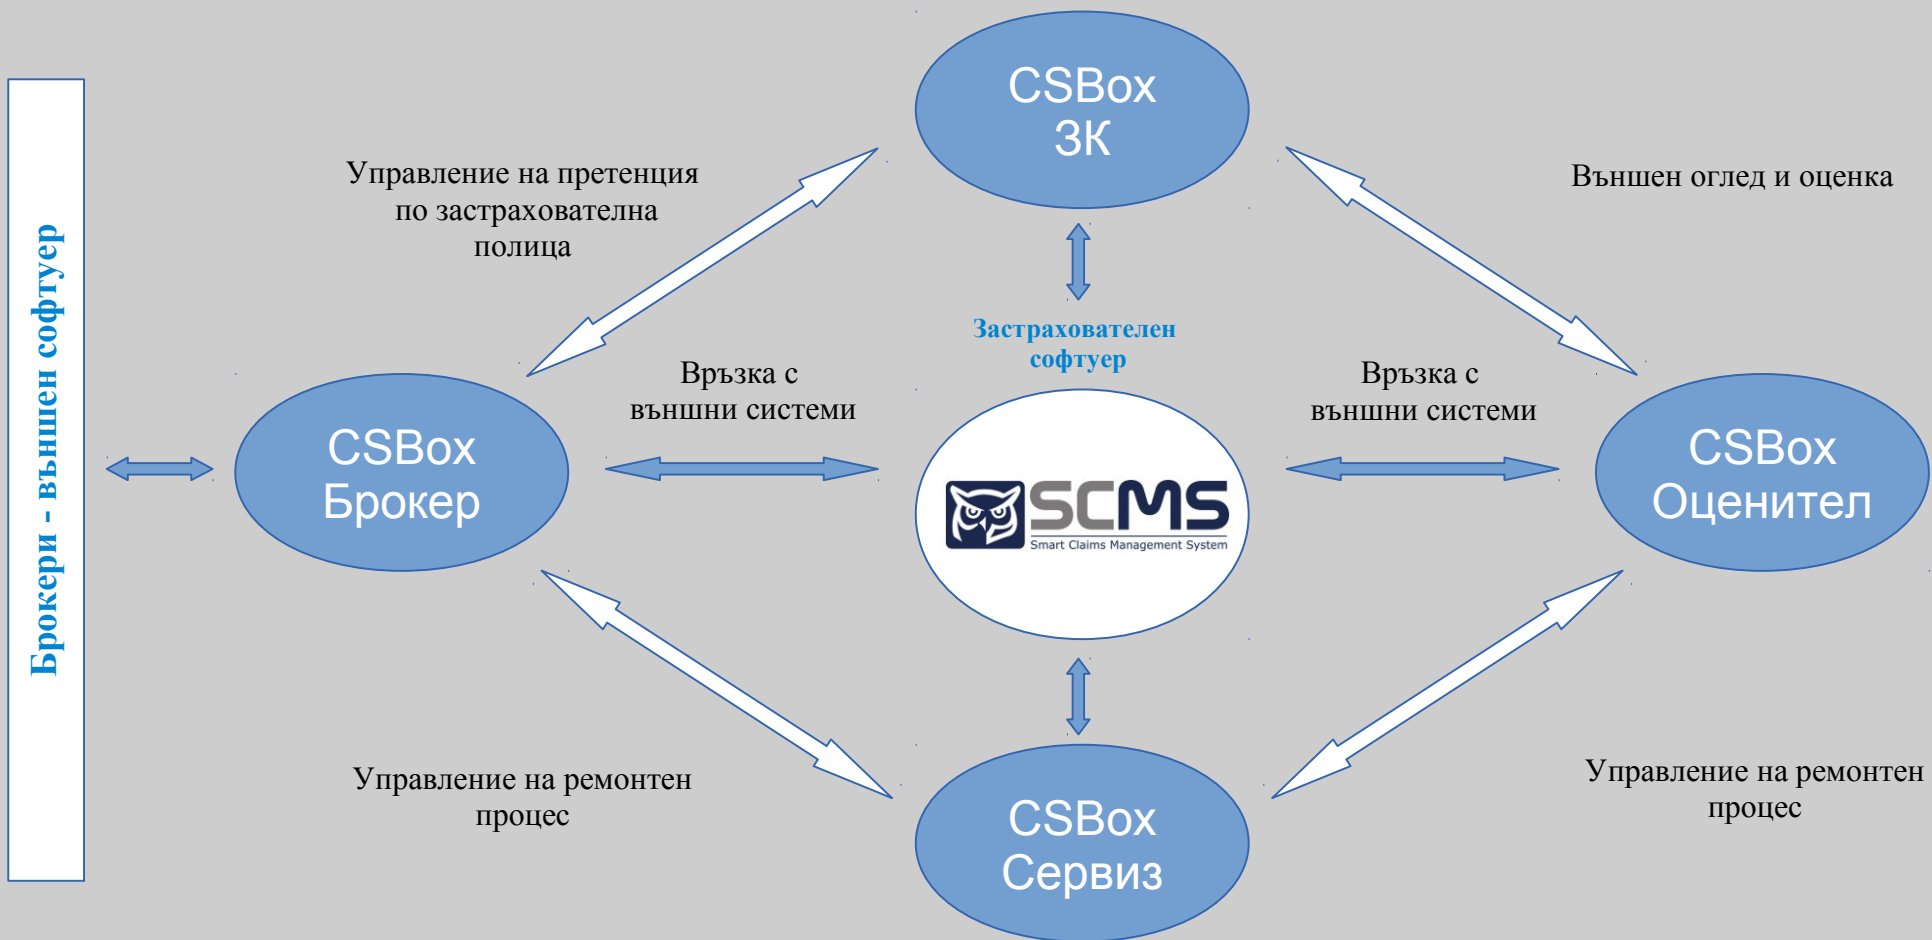 CSBox
ЗК
Управление на претенция
по застрахователна
полица
Външен оглед и оценка
Брокери - външен софтуер
Застрахователен
софтуер
Връзка с
външни системи
Връзка с
външни системи
CSBox
Брокер
SCMS
Smart Claims Management System
CSBox
Оценител
Управление на ремонтен
процес
Управление на ремонтен
процес
CSBox
Сервиз